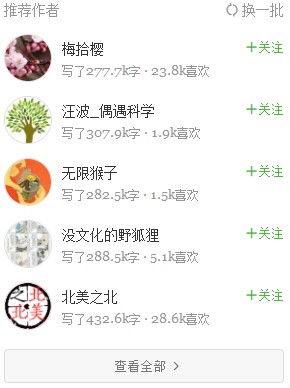 推荐作者 换一批
梅拾樱 +关注
写了277.7k字 · 23.8k喜欢
汪波_偶遇科学 +关注
写了307.9k字 · 1.9k喜欢
无限猴子 +关注
写了282.5k字 · 1.5k喜欢
没文化的野狐狸 +关注
写了288.5k字 · 5.1k喜欢
北美之北 +关注
写了432.6k字 · 28.6k喜欢
之北
北美
查看全部 >